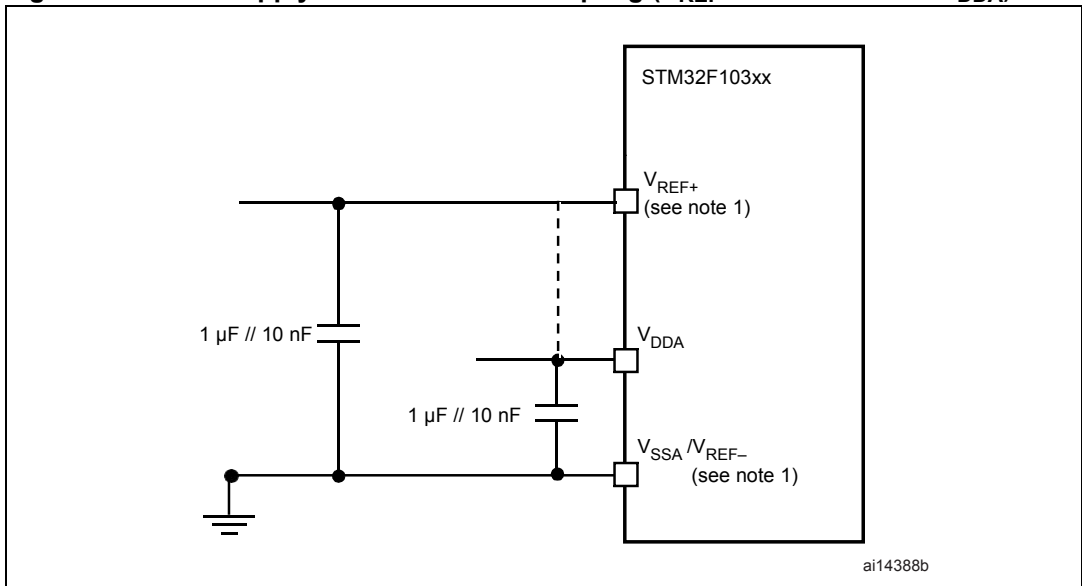 STM32F103xx
VREF+
(see note 1)
1 µF // 10 nF
VDDA
1 µF // 10 nF
VSSA /VREF–
(see note 1)
ai14388b